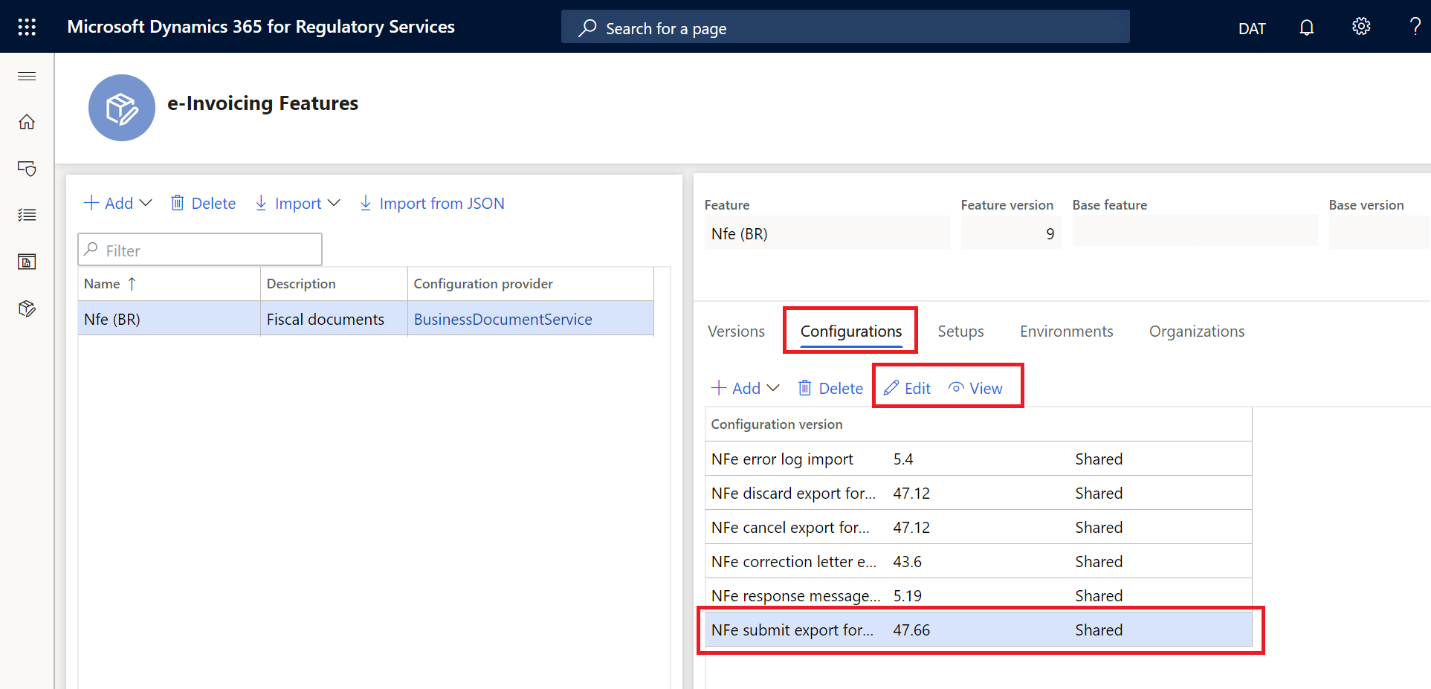 Microsoft Dynamics 365 for Regulatory Services
Search for a page
DAT
?
e-Invoicing Features
Add
Delete
Import
Import from JSON
Filter
Name ↑ Description Configuration provider
Nfe (BR) Fiscal documents BusinessDocumentService
Feature Feature version Base feature Base version
Nfe (BR) 9
Versions Configurations Setups Environments Organizations
Add Delete Edit View
Configuration version
NFe error log import 5.4 Shared
NFe discard export for... 47.12 Shared
NFe cancel export for... 47.12 Shared
NFe correction letter e... 43.6 Shared
NFe response message... 5.19 Shared
NFe submit export for... 47.66 Shared